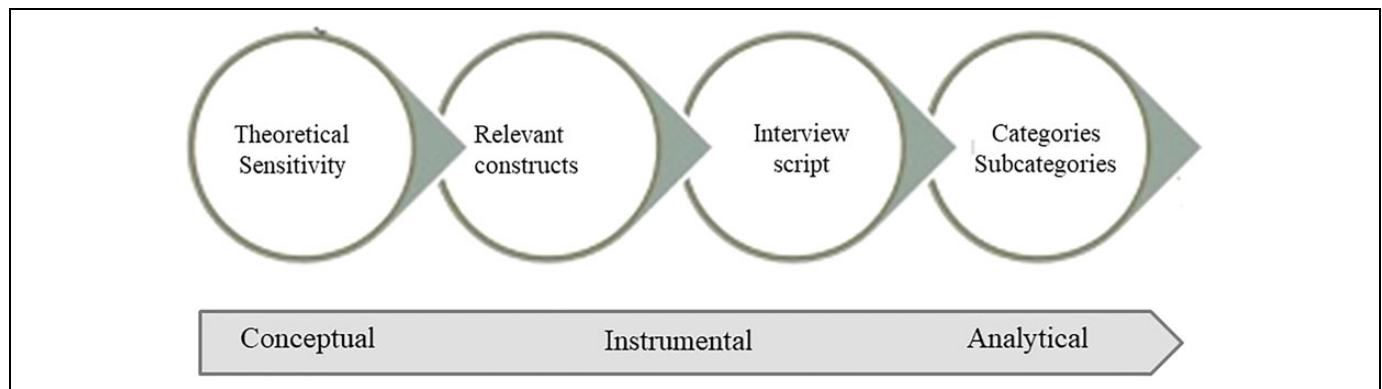 Theoretical
Sensitivity
Relevant
constructs
Interview
script
Categories
Subcategories
Conceptual
Instrumental
Analytical